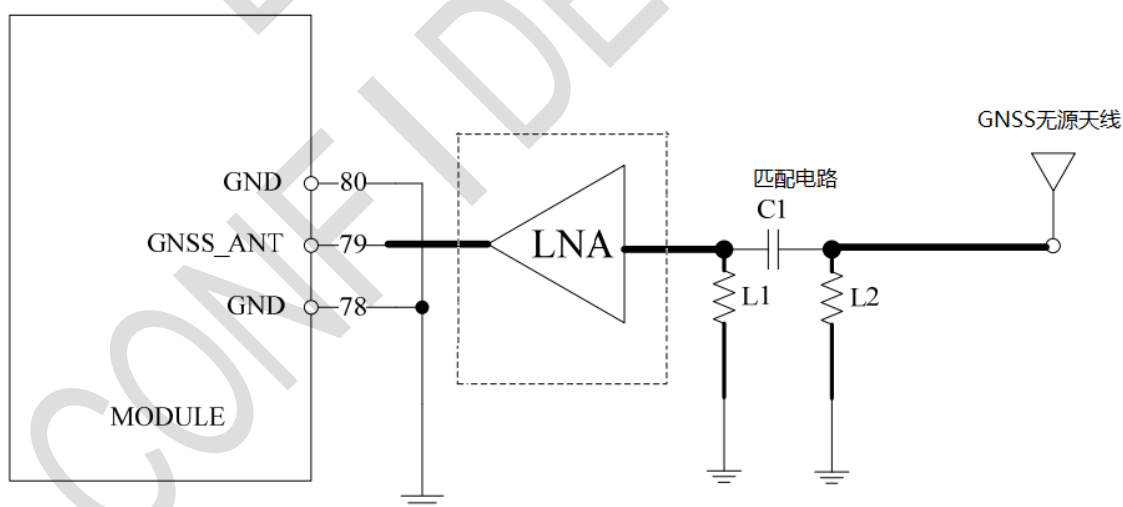 GNSS无源天线
匹配电路
C1
GND 80
GNSS_ANT 79
LNA
GND 78
L1
L2
MODULE
CONFIDE